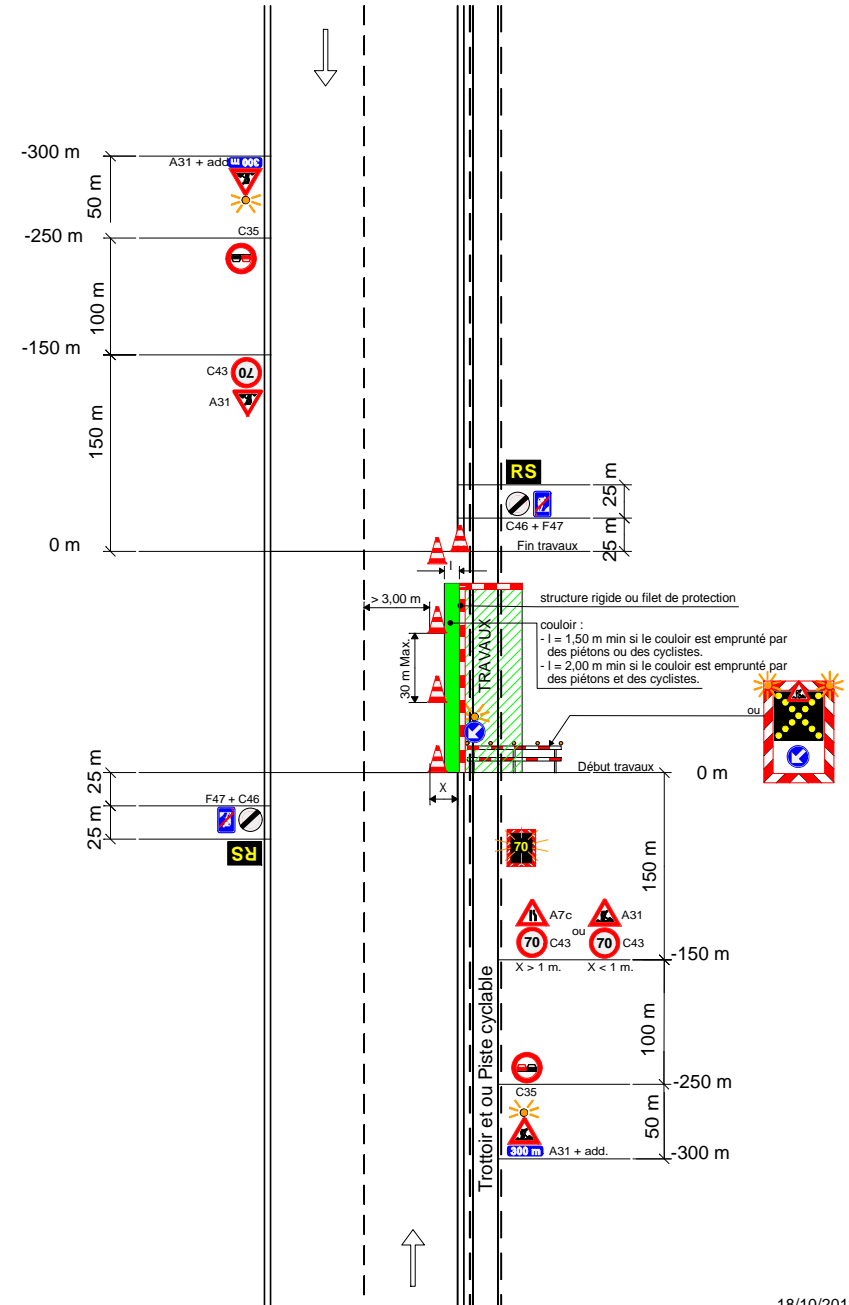 -300 m
A31 + add
300 m
50 m
-250 m
C35
100 m
-150 m
C43
70
A31
150 m
RS
25 m
C46 + F47
25 m
0 m
Fin travaux
l
> 3,00 m
structure rigide ou filet de protection
couloir :
- l = 1,50 m min si le couloir est emprunté par
des piétons ou des cyclistes.
- l = 2,00 m min si le couloir est emprunté par
des piétons et des cyclistes.
30 m Max.
TRAVAUX
ou
Début travaux
0 m
25 m
X
F47 + C46
25 m
RS
70
150 m
A7c
A31
ou
70
C43
70
C43
X > 1 m.
X < 1 m.
-150 m
Trottoir et ou Piste cyclable
100 m
-250 m
C35
50 m
300 m
A31 + add.
-300 m
18/10/201